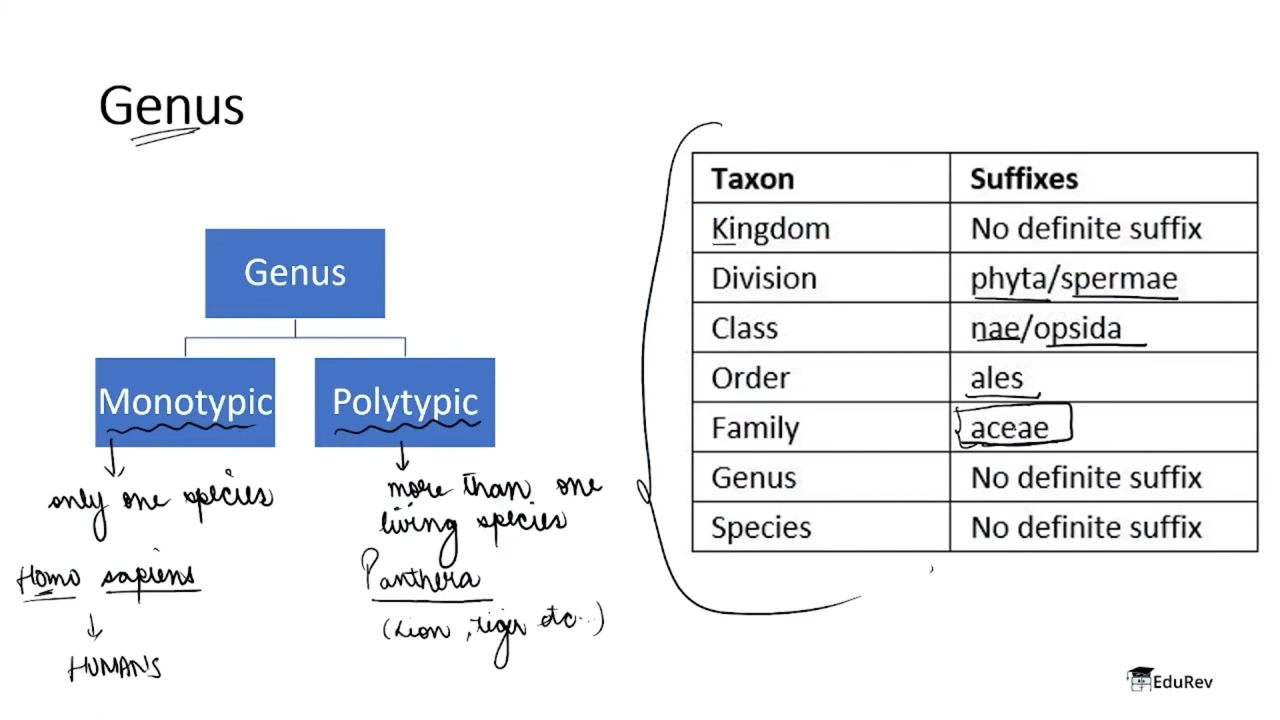 Genus
Genus
Monotypic
Polytypic
only one species
Homo sapiens
HUMANS
more than one
living species
Panthera
(Lion, Tiger etc...)
Taxon Suffixes
Kingdom No definite suffix
Division phyta/spermae
Class nae/opsida
Order ales
Family aceae
Genus No definite suffix
Species No definite suffix
EduRev